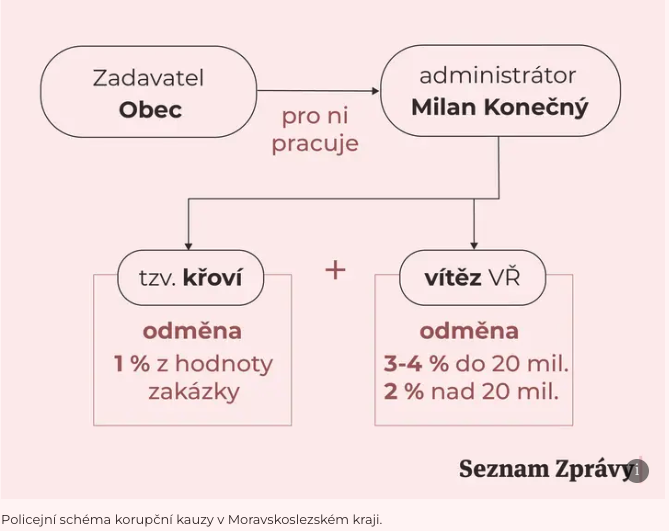 Zadavatel
Obec
pro ni
pracuje
administrátor
Milan Konečný
tzv. křoví
odměna
1 % z hodnoty
zakázky
+
vítěz VŘ
odměna
3-4 % do 20 mil.
2 % nad 20 mil.
Seznam Zprávy
i
Policejní schéma korupční kauzy v Moravskoslezském kraji.